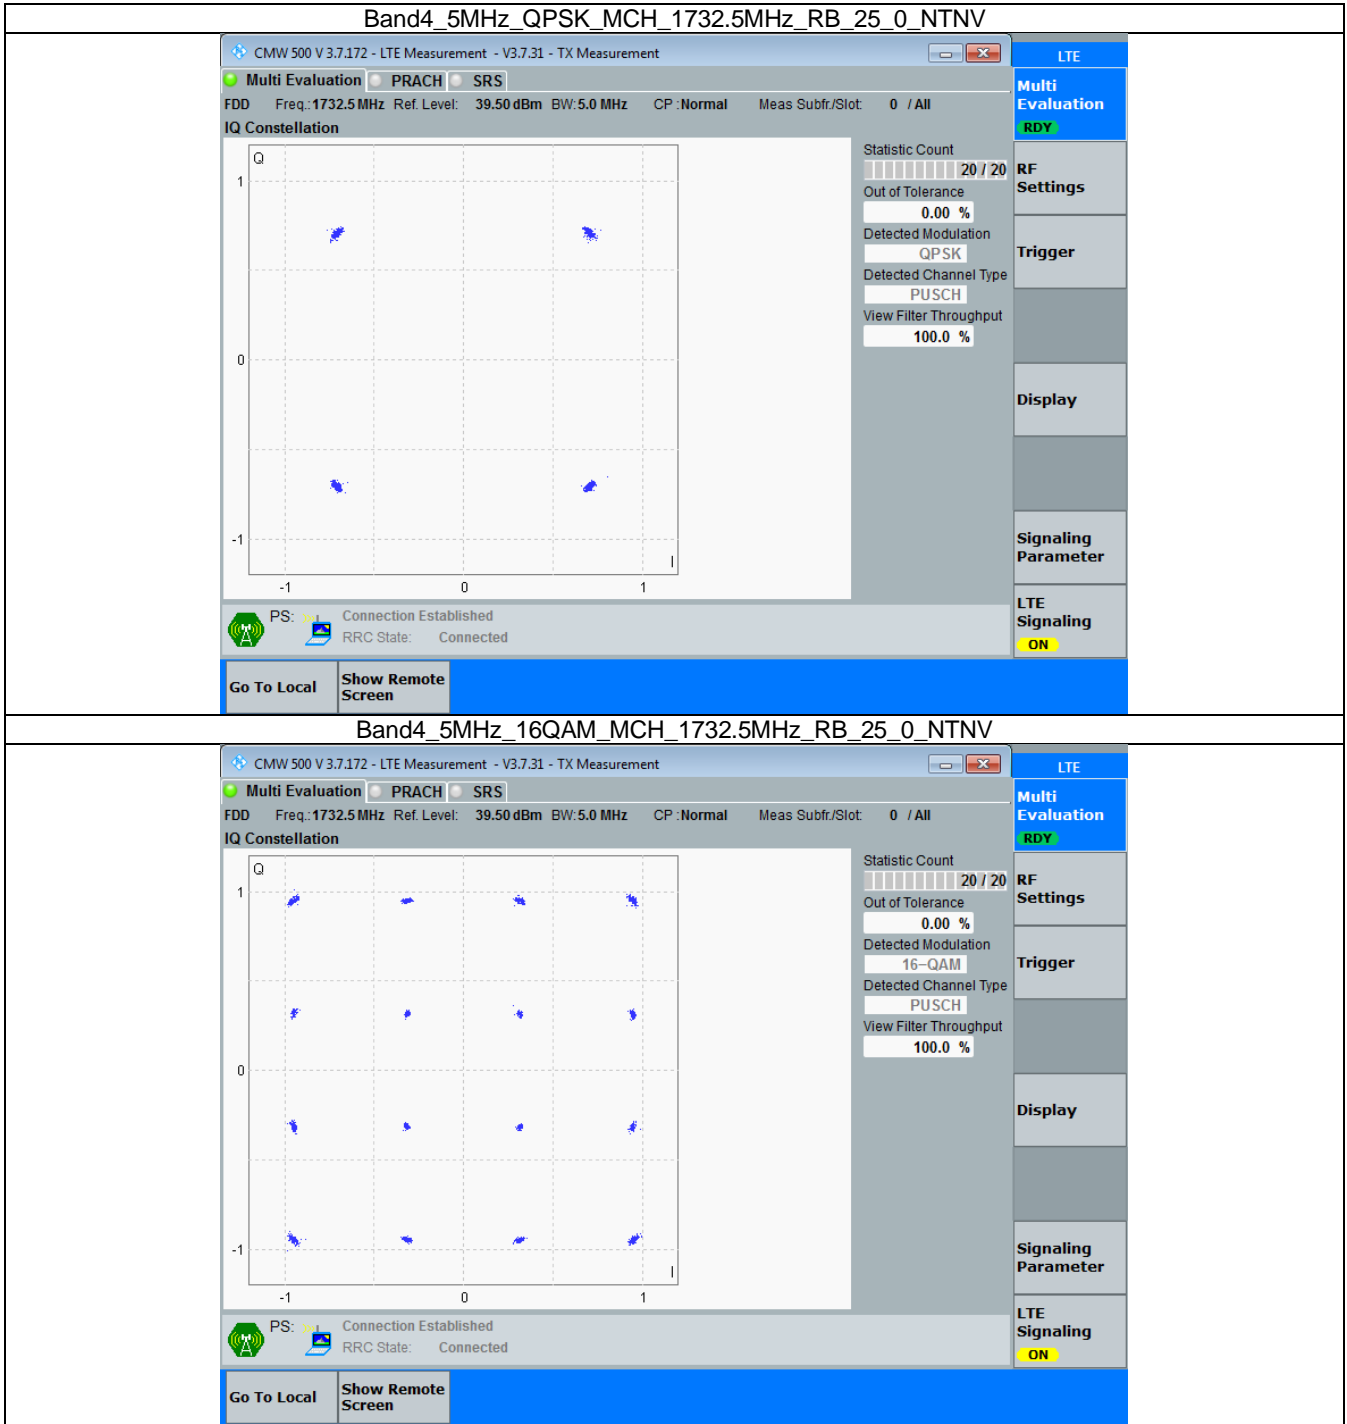 Band4_5MHz_QPSK_MCH_1732.5MHz_RB_25_0_NTNV
CMW 500 V 3.7.172 - LTE Measurement - V3.7.31 - TX Measurement
LTE
Multi Evaluation PRACH SRS
FDD Freq.: 1732.5 MHz Ref. Level: 39.50 dBm BW: 5.0 MHz CP : Normal Meas Subfr./Slot: 0 / All
IQ Constellation
Q
1
0
-1
I
-1 0 1
Statistic Count
20 / 20
Out of Tolerance
0.00 %
Detected Modulation
QPSK
Detected Channel Type
PUSCH
View Filter Throughput
100.0 %
Multi
Evaluation
RDY
RF
Settings
Trigger
Display
Signaling
Parameter
LTE
Signaling
ON
PS: Connection Established
RRC State: Connected
Go To Local
Show Remote
Screen
Band4_5MHz_16QAM_MCH_1732.5MHz_RB_25_0_NTNV
CMW 500 V 3.7.172 - LTE Measurement - V3.7.31 - TX Measurement
LTE
Multi Evaluation PRACH SRS
FDD Freq.: 1732.5 MHz Ref. Level: 39.50 dBm BW: 5.0 MHz CP : Normal Meas Subfr./Slot: 0 / All
IQ Constellation
Q
1
0
-1
I
-1 0 1
Statistic Count
20 / 20
Out of Tolerance
0.00 %
Detected Modulation
16-QAM
Detected Channel Type
PUSCH
View Filter Throughput
100.0 %
Multi
Evaluation
RDY
RF
Settings
Trigger
Display
Signaling
Parameter
LTE
Signaling
ON
PS: Connection Established
RRC State: Connected
Go To Local
Show Remote
Screen